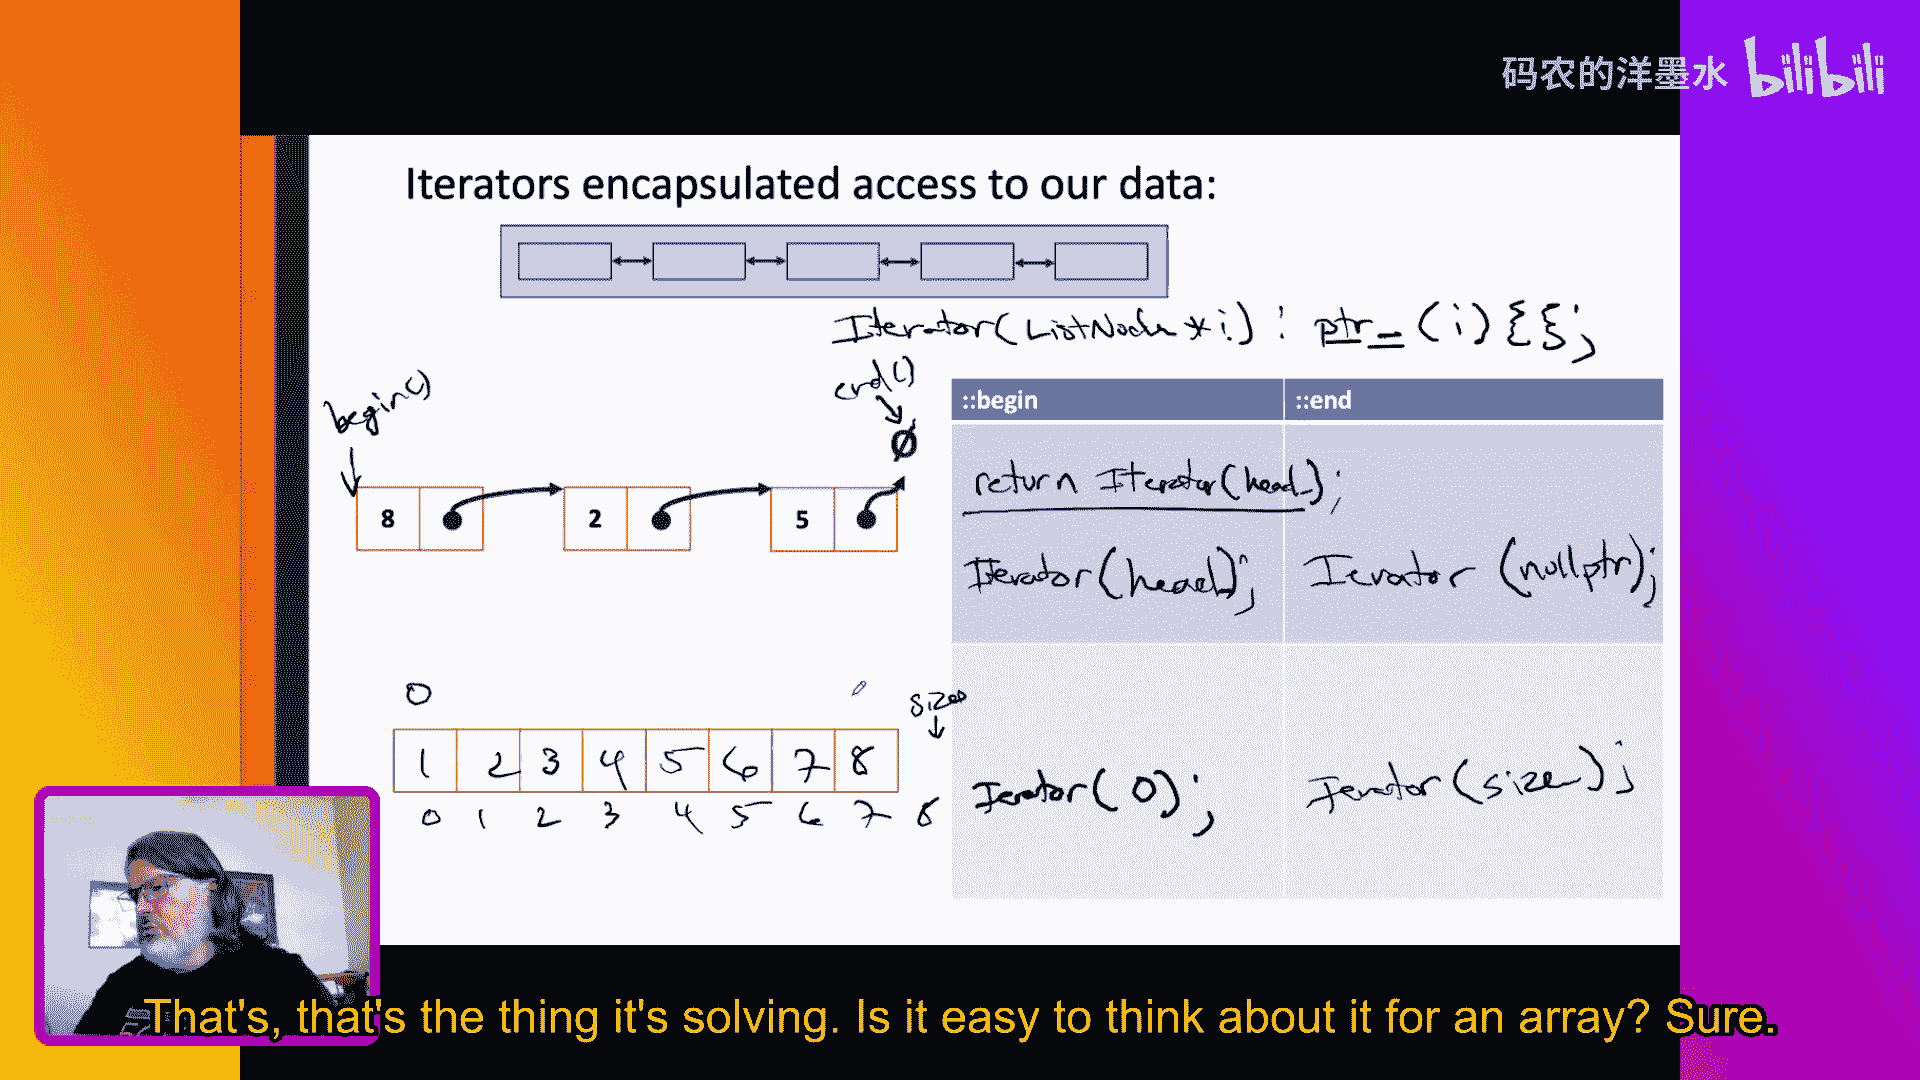 码农的洋墨水 bilibili
Iterators encapsulated access to our data:
Iterator(ListNode *i) : ptr_(i){};
begin()
end()
Ø
::begin ::end
return Iterator(head_);
8 2 5
Iterator(head_); Iterator (nullptr);
0
size
1 2 3 4 5 6 7 8
Iterator(0); Iterator(size);
0 1 2 3 4 5 6 7 8
That's, that's the thing it's solving. Is it easy to think about it for an array? Sure.